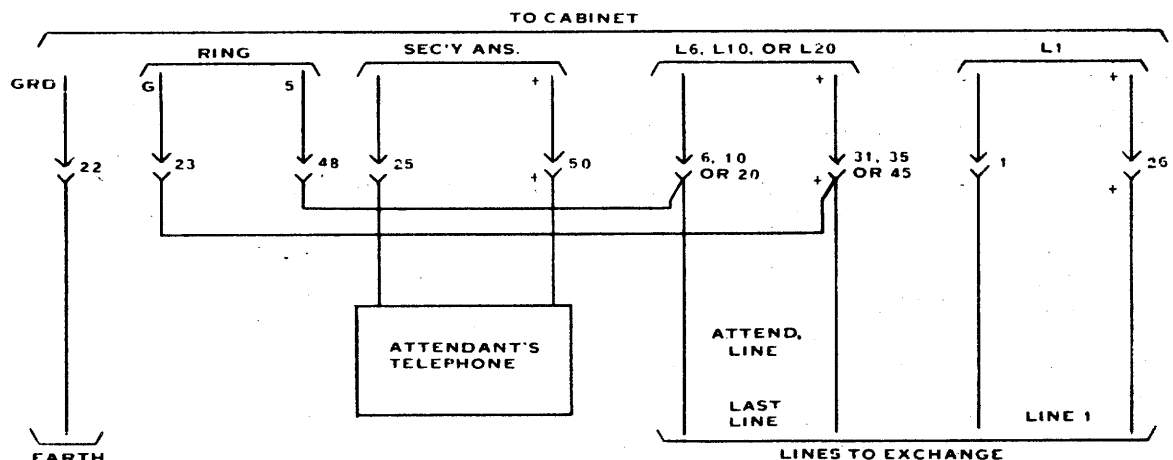 TO CABINET
RING
SEC'Y ANS.
L6, L10, OR L20
L1
GRD
G
S
+
+
+
22
23
48
25
50
6, 10
OR 20
31, 35
OR 45
1
26
+
+
+
ATTENDANT'S
TELEPHONE
ATTEND,
LINE
LAST
LINE
LINE 1
EARTH
LINES TO EXCHANGE